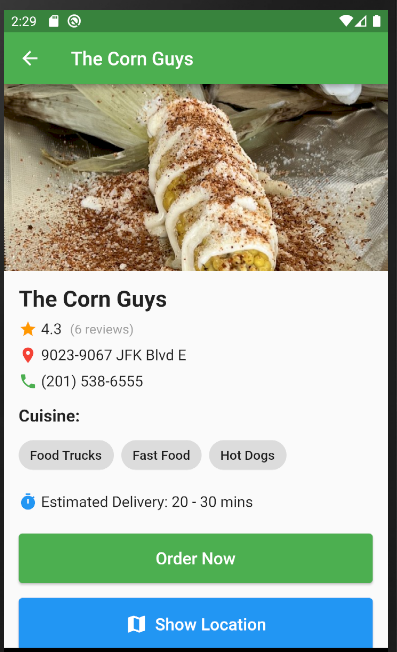 2:29
The Corn Guys
The Corn Guys
4.3 (6 reviews)
9023-9067 JFK Blvd E
(201) 538-6555
Cuisine:
Food Trucks Fast Food Hot Dogs
Estimated Delivery: 20 - 30 mins
Order Now
Show Location